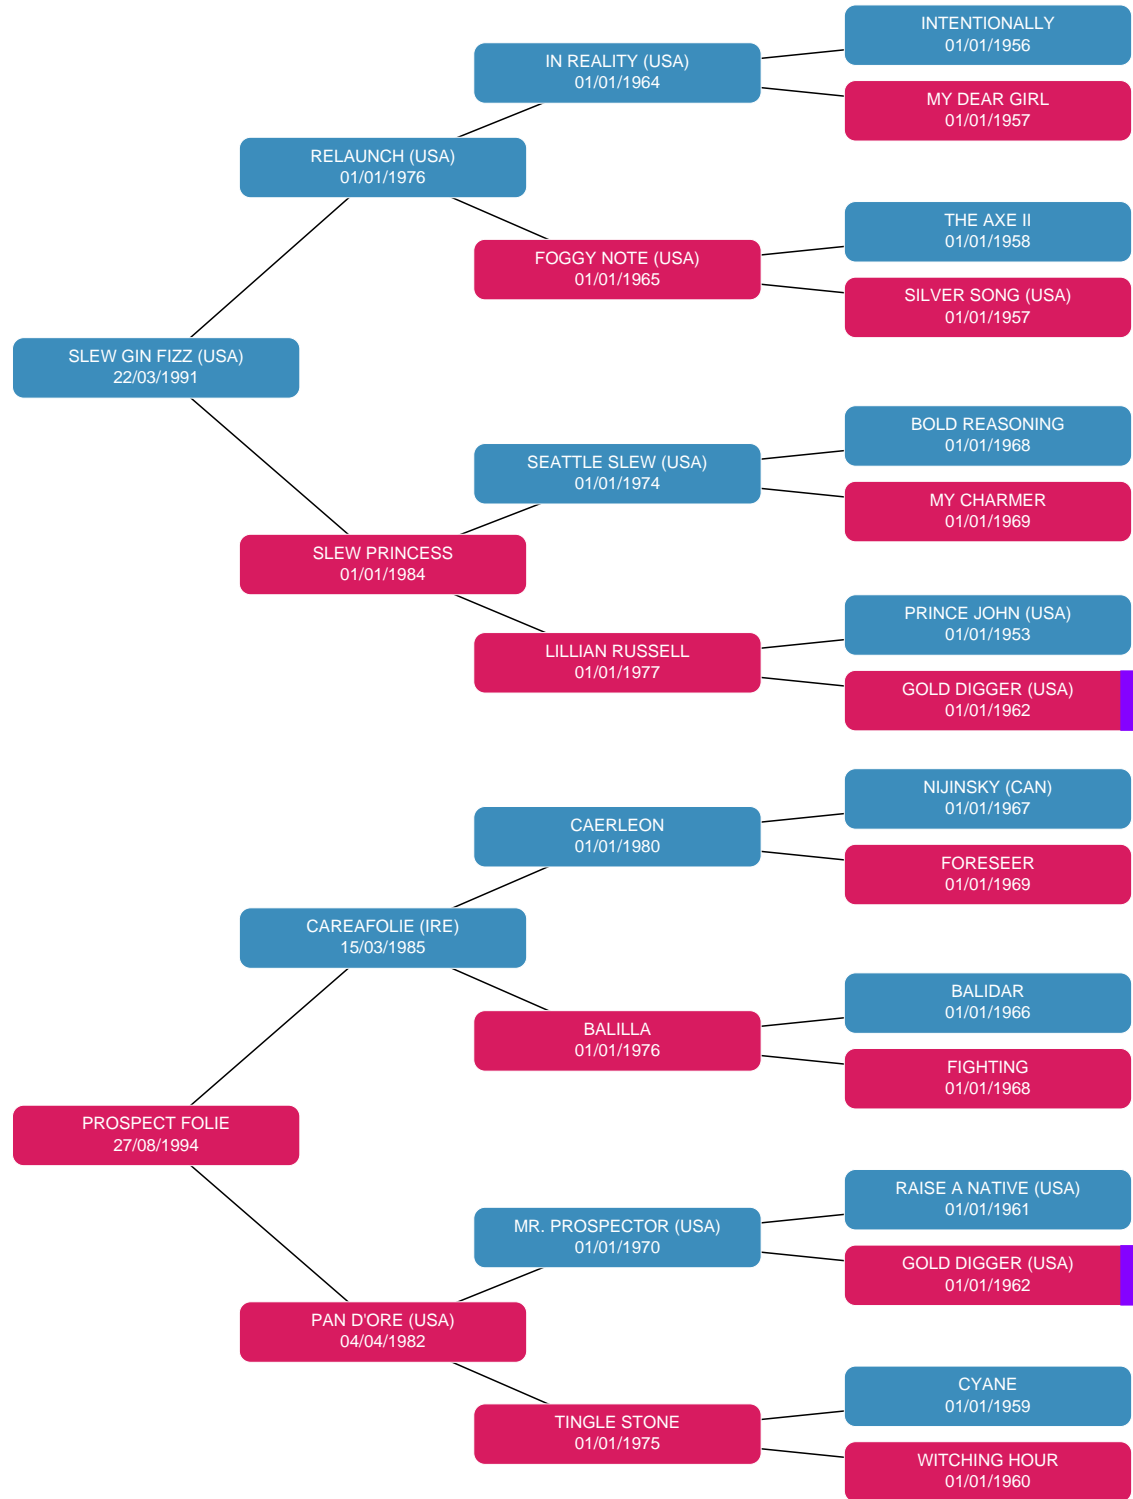 INTENTIONALLY
01/01/1956
IN REALITY (USA)
01/01/1964
MY DEAR GIRL
01/01/1957
RELAUNCH (USA)
01/01/1976
THE AXE II
01/01/1958
FOGGY NOTE (USA)
01/01/1965
SILVER SONG (USA)
01/01/1957
SLEW GIN FIZZ (USA)
22/03/1991
BOLD REASONING
01/01/1968
SEATTLE SLEW (USA)
01/01/1974
MY CHARMER
01/01/1969
SLEW PRINCESS
01/01/1984
PRINCE JOHN (USA)
01/01/1953
LILLIAN RUSSELL
01/01/1977
GOLD DIGGER (USA)
01/01/1962
NIJINSKY (CAN)
01/01/1967
CAERLEON
01/01/1980
FORESEER
01/01/1969
CAREAFOLIE (IRE)
15/03/1985
BALIDAR
01/01/1966
BALILLA
01/01/1976
FIGHTING
01/01/1968
PROSPECT FOLIE
27/08/1994
RAISE A NATIVE (USA)
01/01/1961
MR. PROSPECTOR (USA)
01/01/1970
GOLD DIGGER (USA)
01/01/1962
PAN D'ORE (USA)
04/04/1982
CYANE
01/01/1959
TINGLE STONE
01/01/1975
WITCHING HOUR
01/01/1960